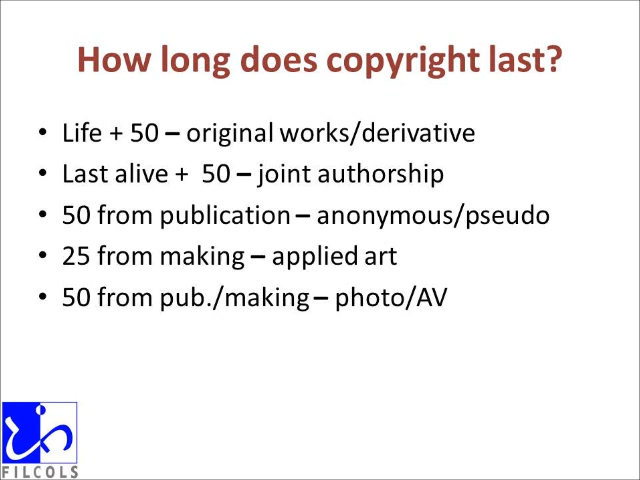 How long does copyright last?
• Life + 50 – original works/derivative
• Last alive + 50 – joint authorship
• 50 from publication – anonymous/pseudo
• 25 from making – applied art
• 50 from pub./making – photo/AV
FILCOLS